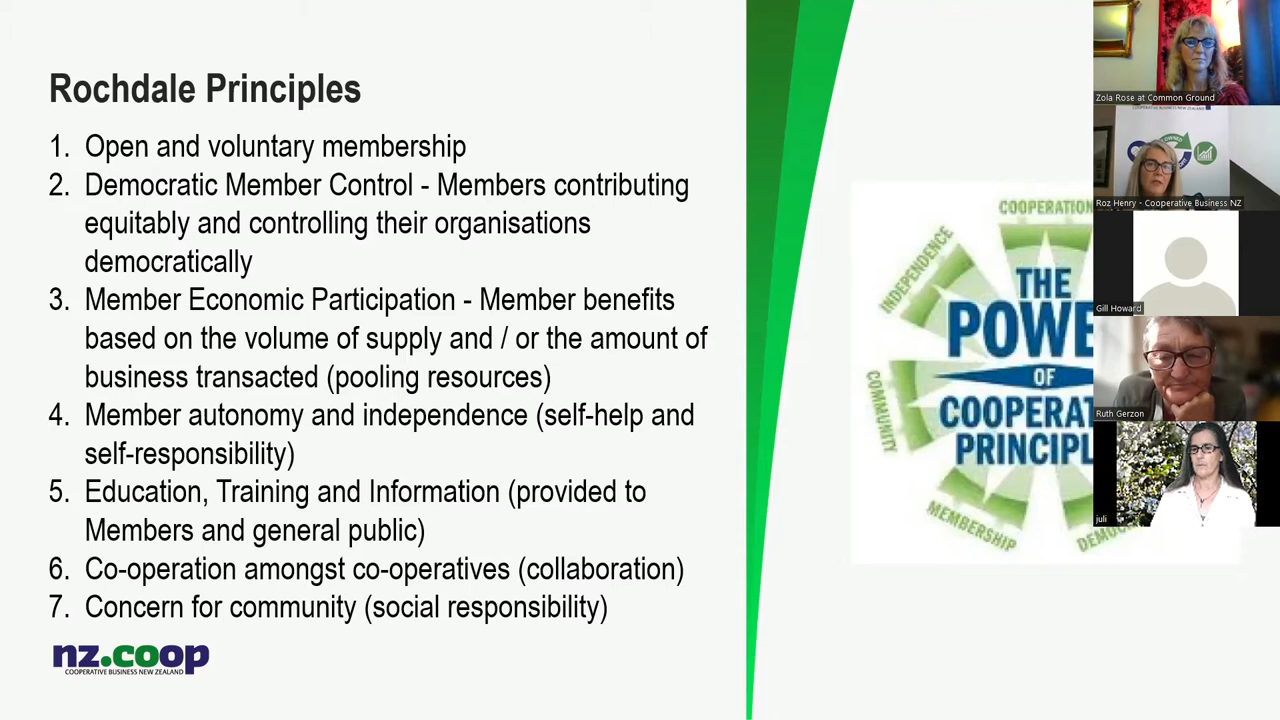 Rochdale Principles
1. Open and voluntary membership
2. Democratic Member Control - Members contributing
equitably and controlling their organisations
democratically
3. Member Economic Participation - Member benefits
based on the volume of supply and / or the amount of
business transacted (pooling resources)
4. Member autonomy and independence (self-help and
self-responsibility)
5. Education, Training and Information (provided to
Members and general public)
6. Co-operation amongst co-operatives (collaboration)
7. Concern for community (social responsibility)
nz.coop
COOPERATIVE BUSINESS NEW ZEALAND
COOPERATION
INDEPENDENCE
THE
POWE
OF
COOPERAT
PRINCIPL
COMMUNITY
MEMBERSHIP
DEMOC
Zola Rose at Common Ground
OWNED
Roz Henry - Cooperative Business NZ
Gill Howard
Ruth Gerzon
juli